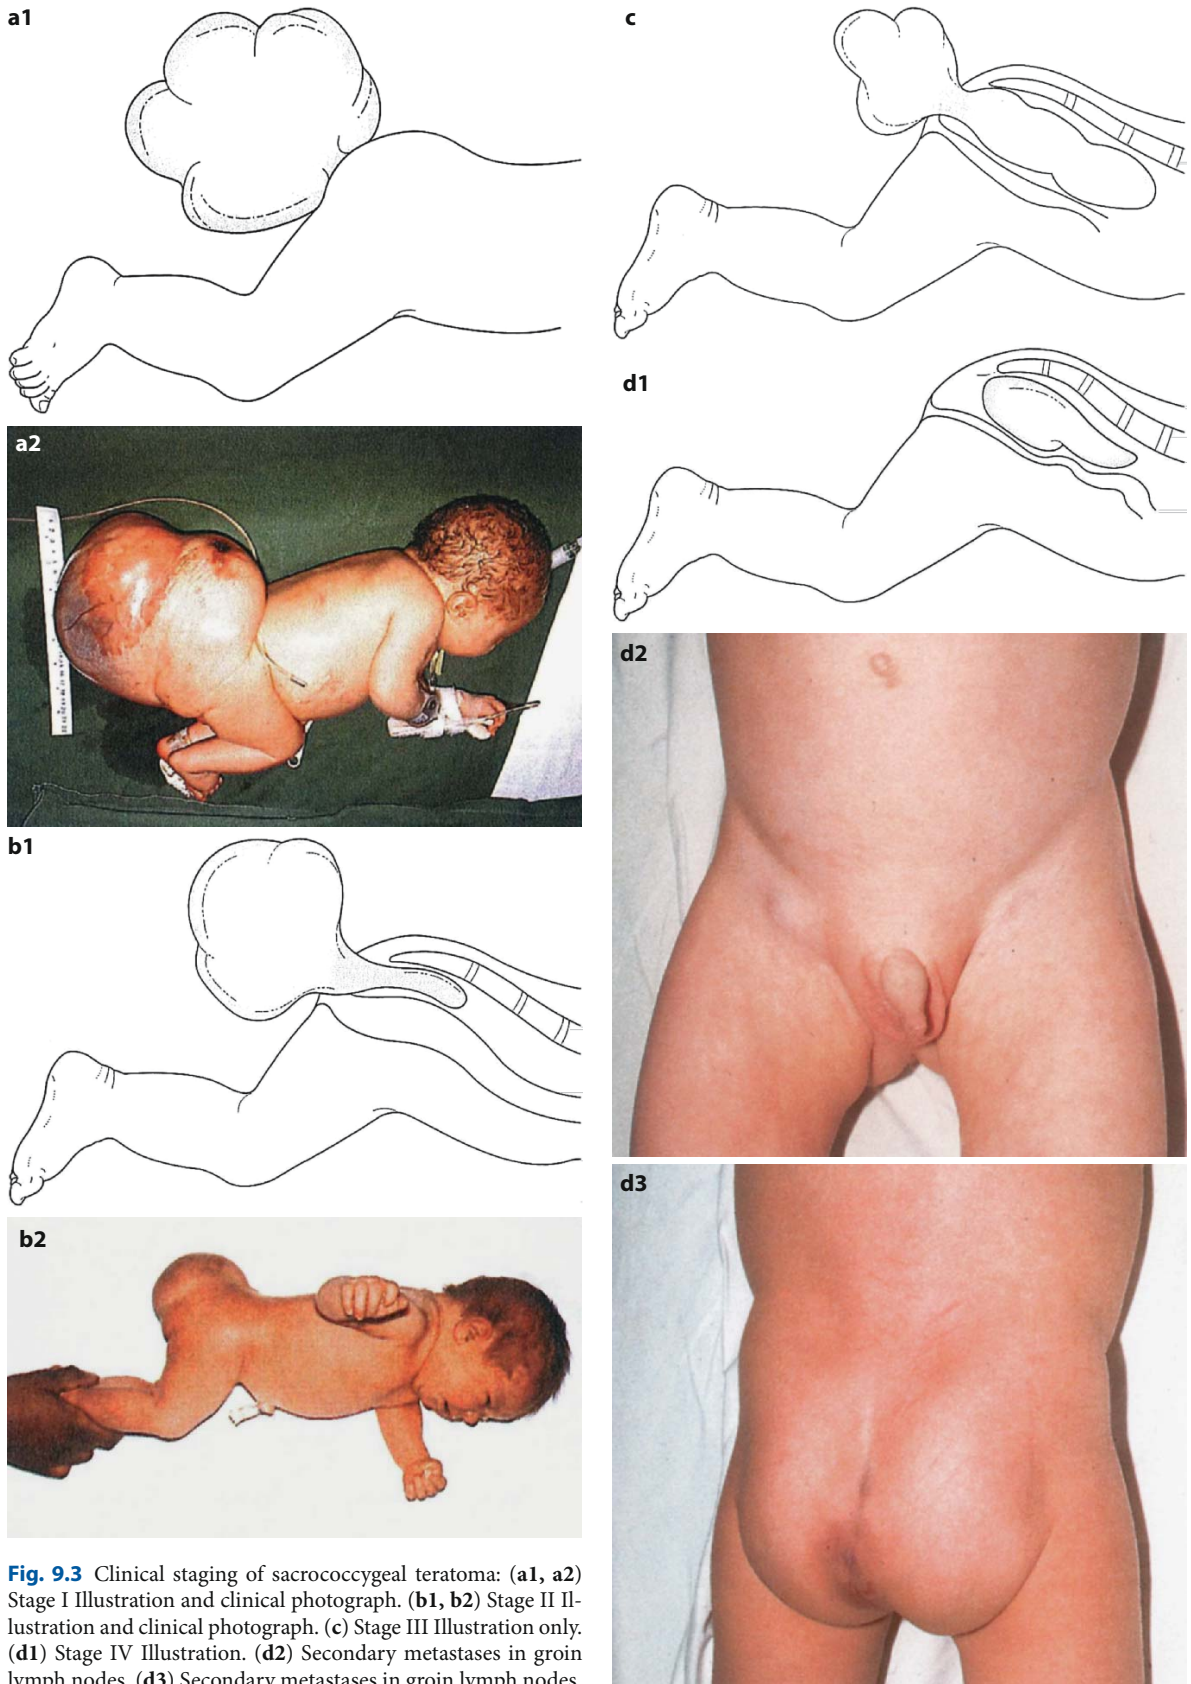 a1
a2
b1
b2
Fig. 9.3 Clinical staging of sacrococcygeal teratoma: (a1, a2)
Stage I Illustration and clinical photograph. (b1, b2) Stage II Il-
lustration and clinical photograph. (c) Stage III Illustration only.
(d1) Stage IV Illustration. (d2) Secondary metastases in groin
lymph nodes. (d3) Secondary metastases in groin lymph nodes.
c
d1
d2
d3